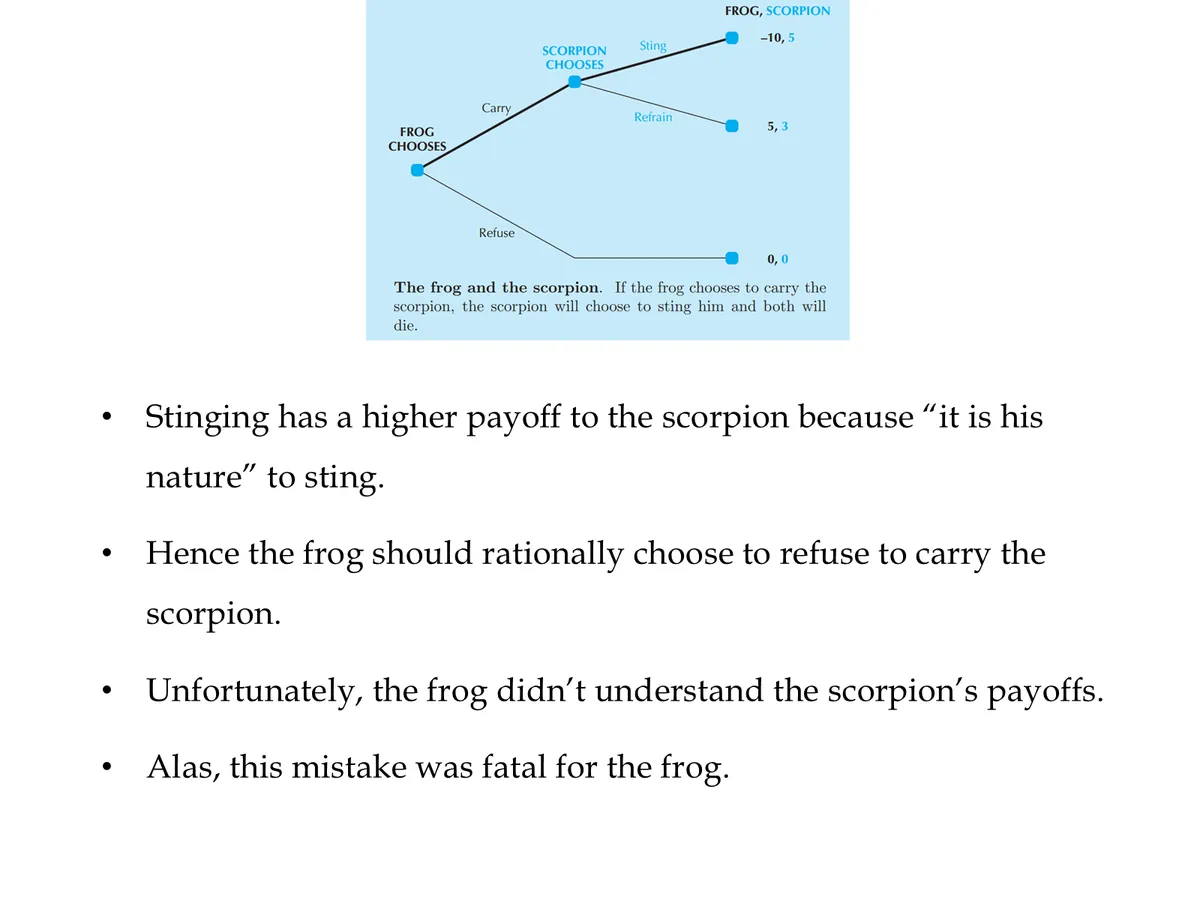 FROG, SCORPION
–10, 5
SCORPION
CHOOSES
Sting
Carry
Refrain
5, 3
FROG
CHOOSES
Refuse
0, 0
The frog and the scorpion. If the frog chooses to carry the
scorpion, the scorpion will choose to sting him and both will
die.
• Stinging has a higher payoff to the scorpion because “it is his
nature” to sting.
• Hence the frog should rationally choose to refuse to carry the
scorpion.
• Unfortunately, the frog didn’t understand the scorpion’s payoffs.
• Alas, this mistake was fatal for the frog.